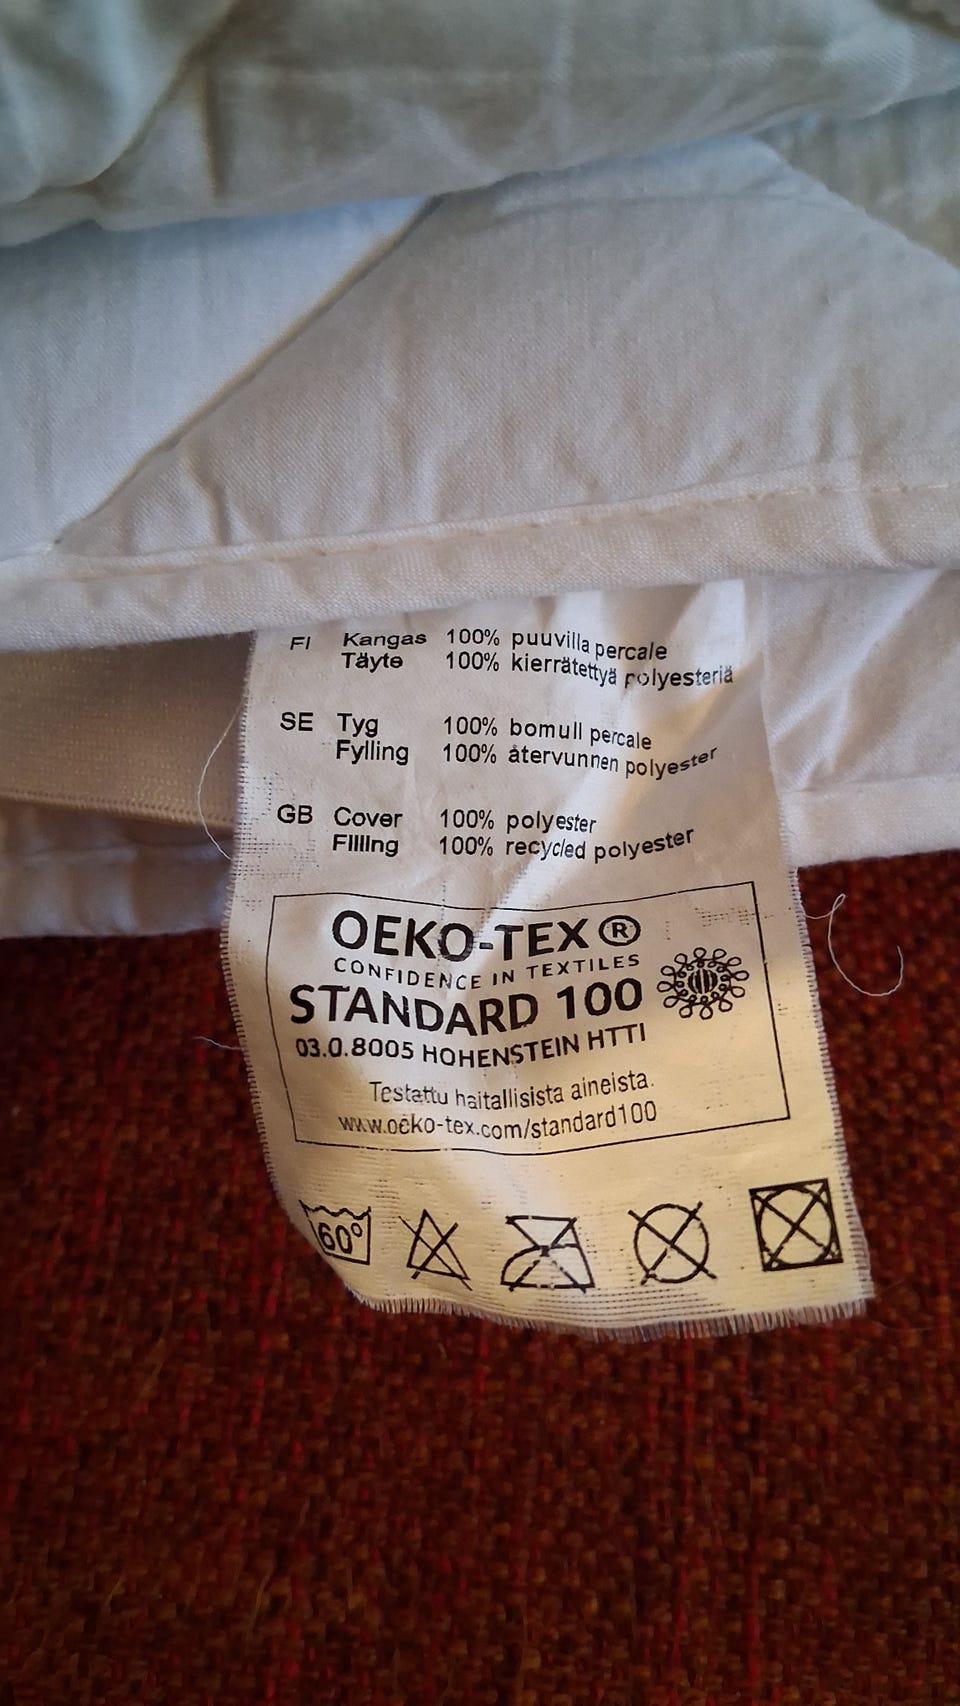 FI Kangas 100% puuvilla percale
Täyte 100% kierrätettyä polyesteriä
SE Tyg 100% bomull percale
Fylling 100% återvunnen polyester
GB Cover 100% polyester
Filling 100% recycled polyester
OEKO-TEX®
CONFIDENCE IN TEXTILES
STANDARD 100
03.0.8005 HOHENSTEIN HTTI
Testattu haitallisista aineista.
www.oeko-tex.com/standard100
60°